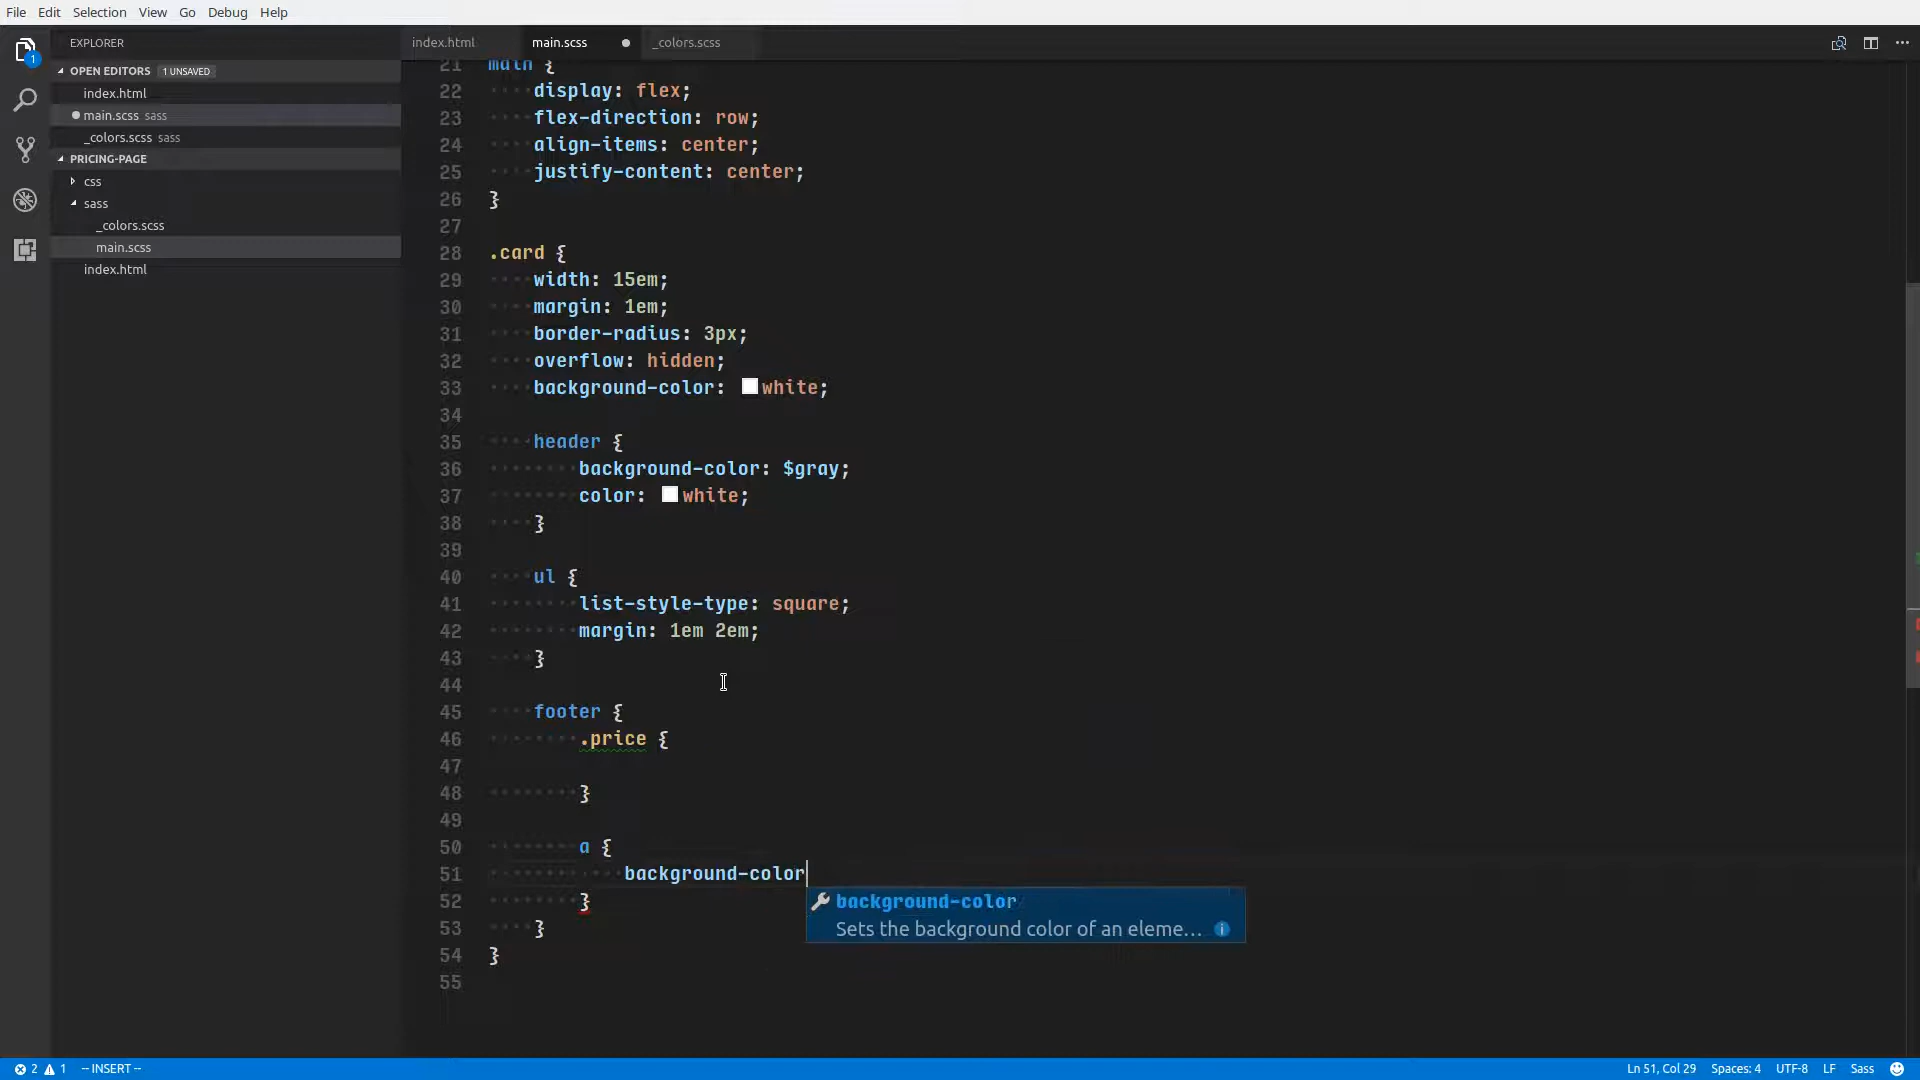 File Edit Selection View Go Debug Help
EXPLORER
OPEN EDITORS 1 UNSAVED
index.html
main.scss sass
_colors.scss sass
PRICING-PAGE
css
sass
_colors.scss
main.scss
index.html
1
index.html main.scss _colors.scss
21 main {
22 display: flex;
23 flex-direction: row;
24 align-items: center;
25 justify-content: center;
26 }
27
28 .card {
29 width: 15em;
30 margin: 1em;
31 border-radius: 3px;
32 overflow: hidden;
33 background-color: white;
34
35 header {
36 background-color: $gray;
37 color: white;
38 }
39
40 ul {
41 list-style-type: square;
42 margin: 1em 2em;
43 }
44
45 footer {
46 .price {
47
48 }
49
50 a {
51 background-color
52 }
53 }
54 }
55
background-color
Sets the background color of an eleme...
2 1 -- INSERT -- Ln 51, Col 29 Spaces: 4 UTF-8 LF Sass